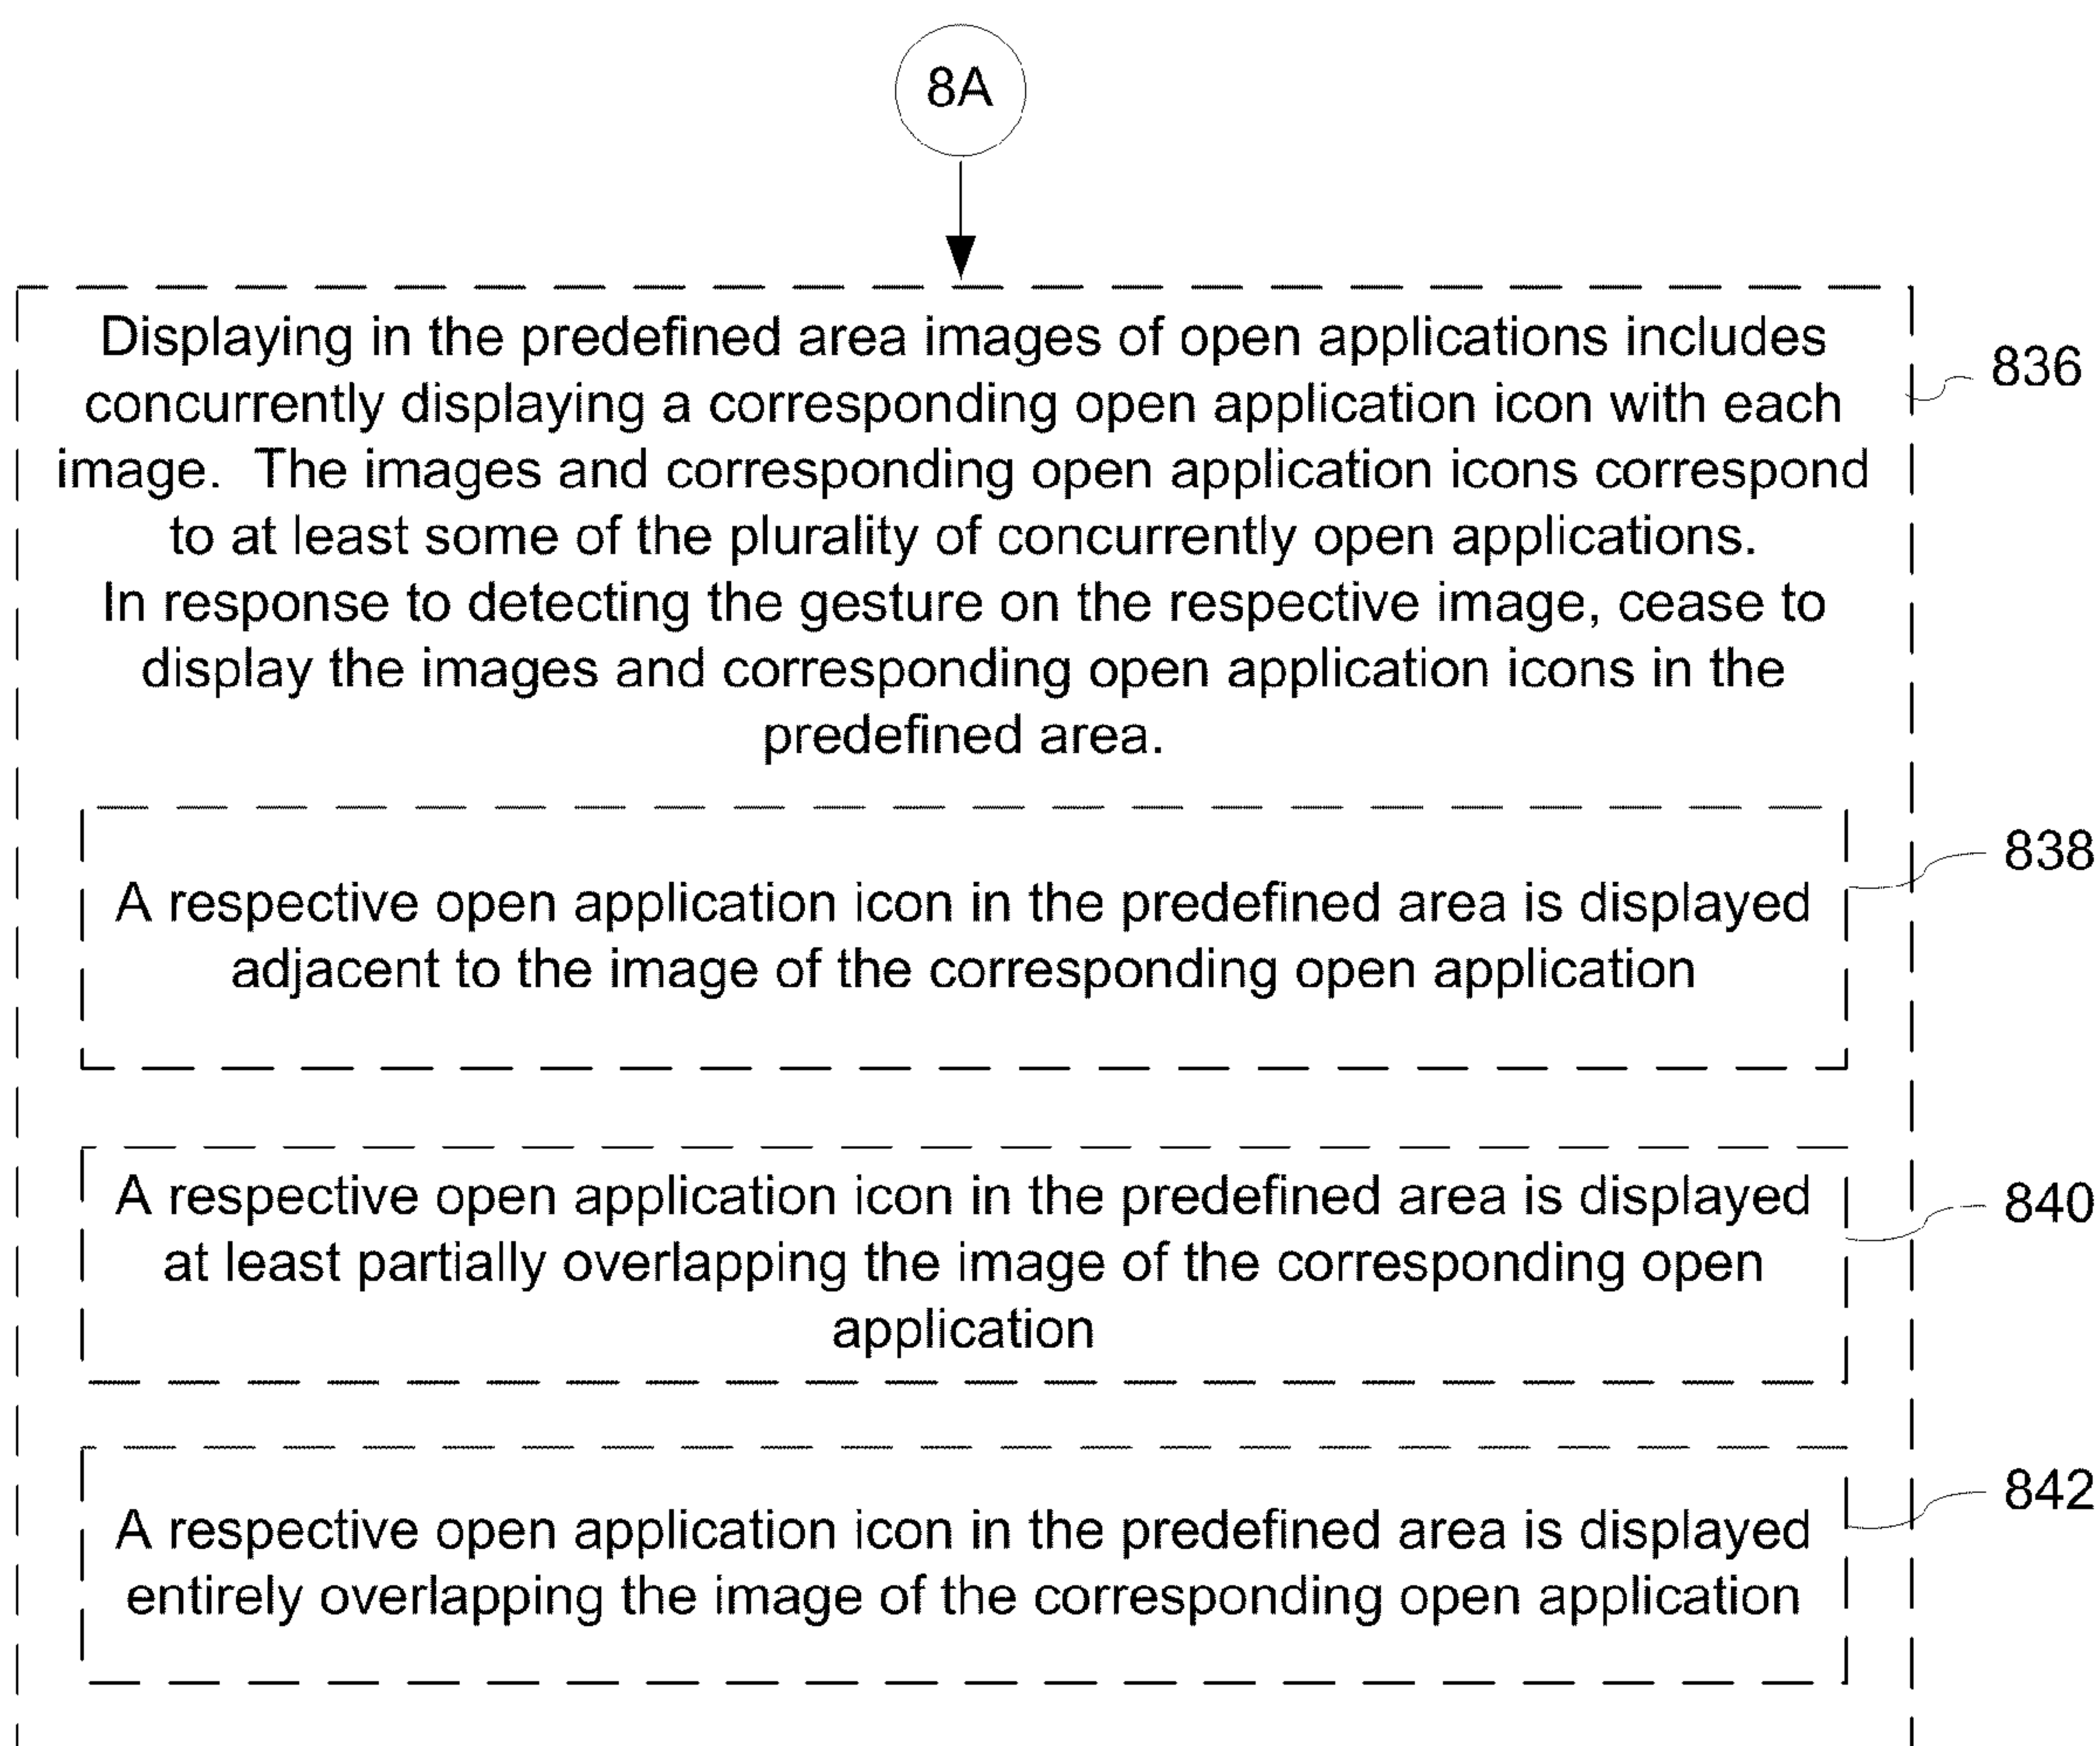 8A
Displaying in the predefined area images of open applications includes
concurrently displaying a corresponding open application icon with each
image.  The images and corresponding open application icons correspond
to at least some of the plurality of concurrently open applications.
In response to detecting the gesture on the respective image, cease to
display the images and corresponding open application icons in the
predefined area.
836
A respective open application icon in the predefined area is displayed
adjacent to the image of the corresponding open application
838
A respective open application icon in the predefined area is displayed
at least partially overlapping the image of the corresponding open
application
840
A respective open application icon in the predefined area is displayed
entirely overlapping the image of the corresponding open application
842